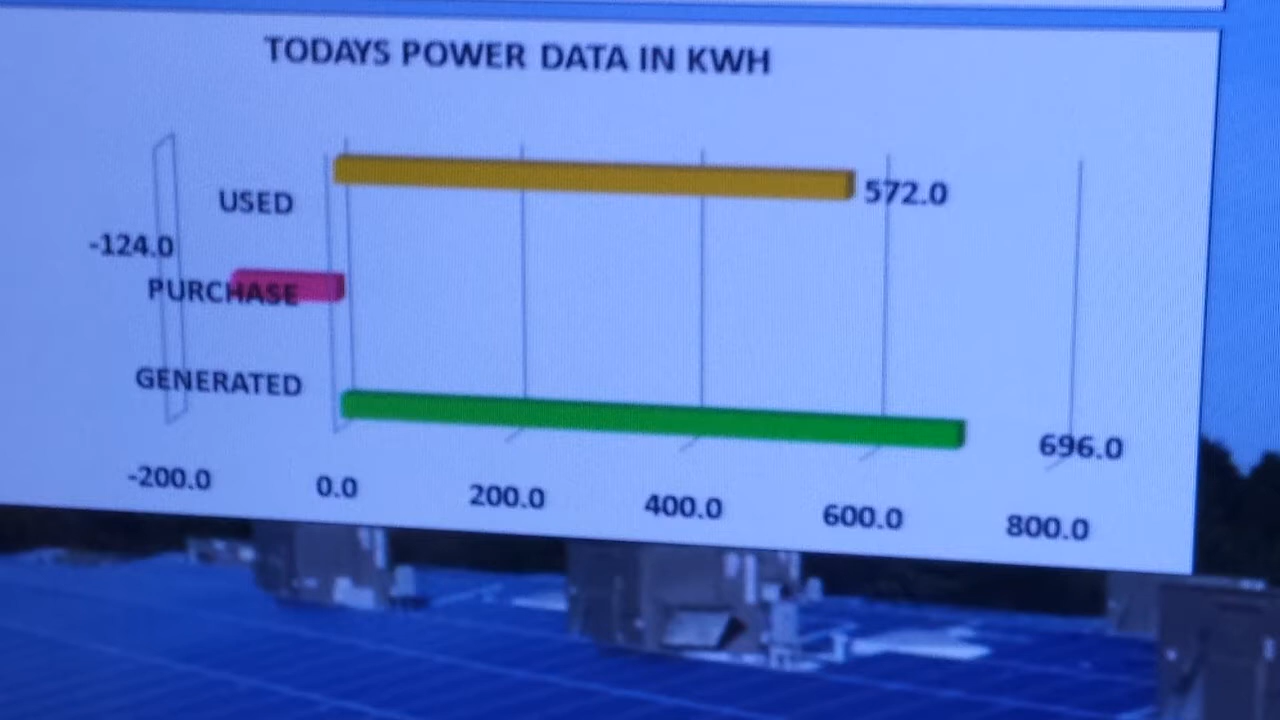 TODAYS POWER DATA IN KWH
USED
572.0
-124.0
PURCHASE
GENERATED
696.0
-200.0 0.0 200.0 400.0 600.0 800.0